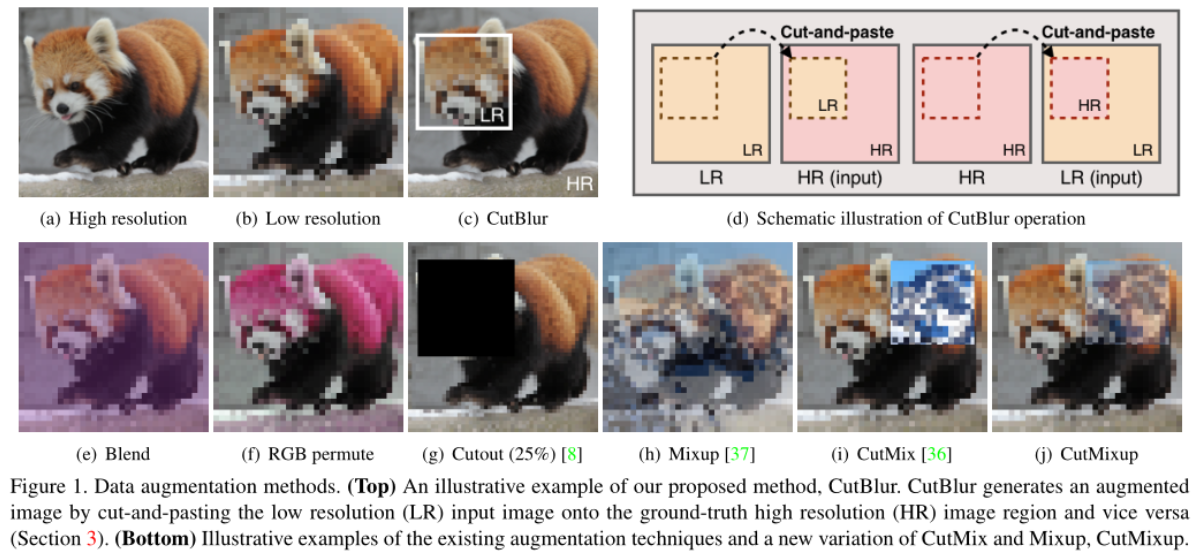 Cut-and-paste Cut-and-paste
LR
LR HR
LR HR
HR LR HR HR LR
LR HR (input) HR LR (input)
(a) High resolution (b) Low resolution (c) CutBlur (d) Schematic illustration of CutBlur operation
(e) Blend (f) RGB permute (g) Cutout (25%) [8] (h) Mixup [37] (i) CutMix [36] (j) CutMixup
Figure 1. Data augmentation methods. (Top) An illustrative example of our proposed method, CutBlur. CutBlur generates an augmented
image by cut-and-pasting the low resolution (LR) input image onto the ground-truth high resolution (HR) image region and vice versa
(Section 3). (Bottom) Illustrative examples of the existing augmentation techniques and a new variation of CutMix and Mixup, CutMixup.